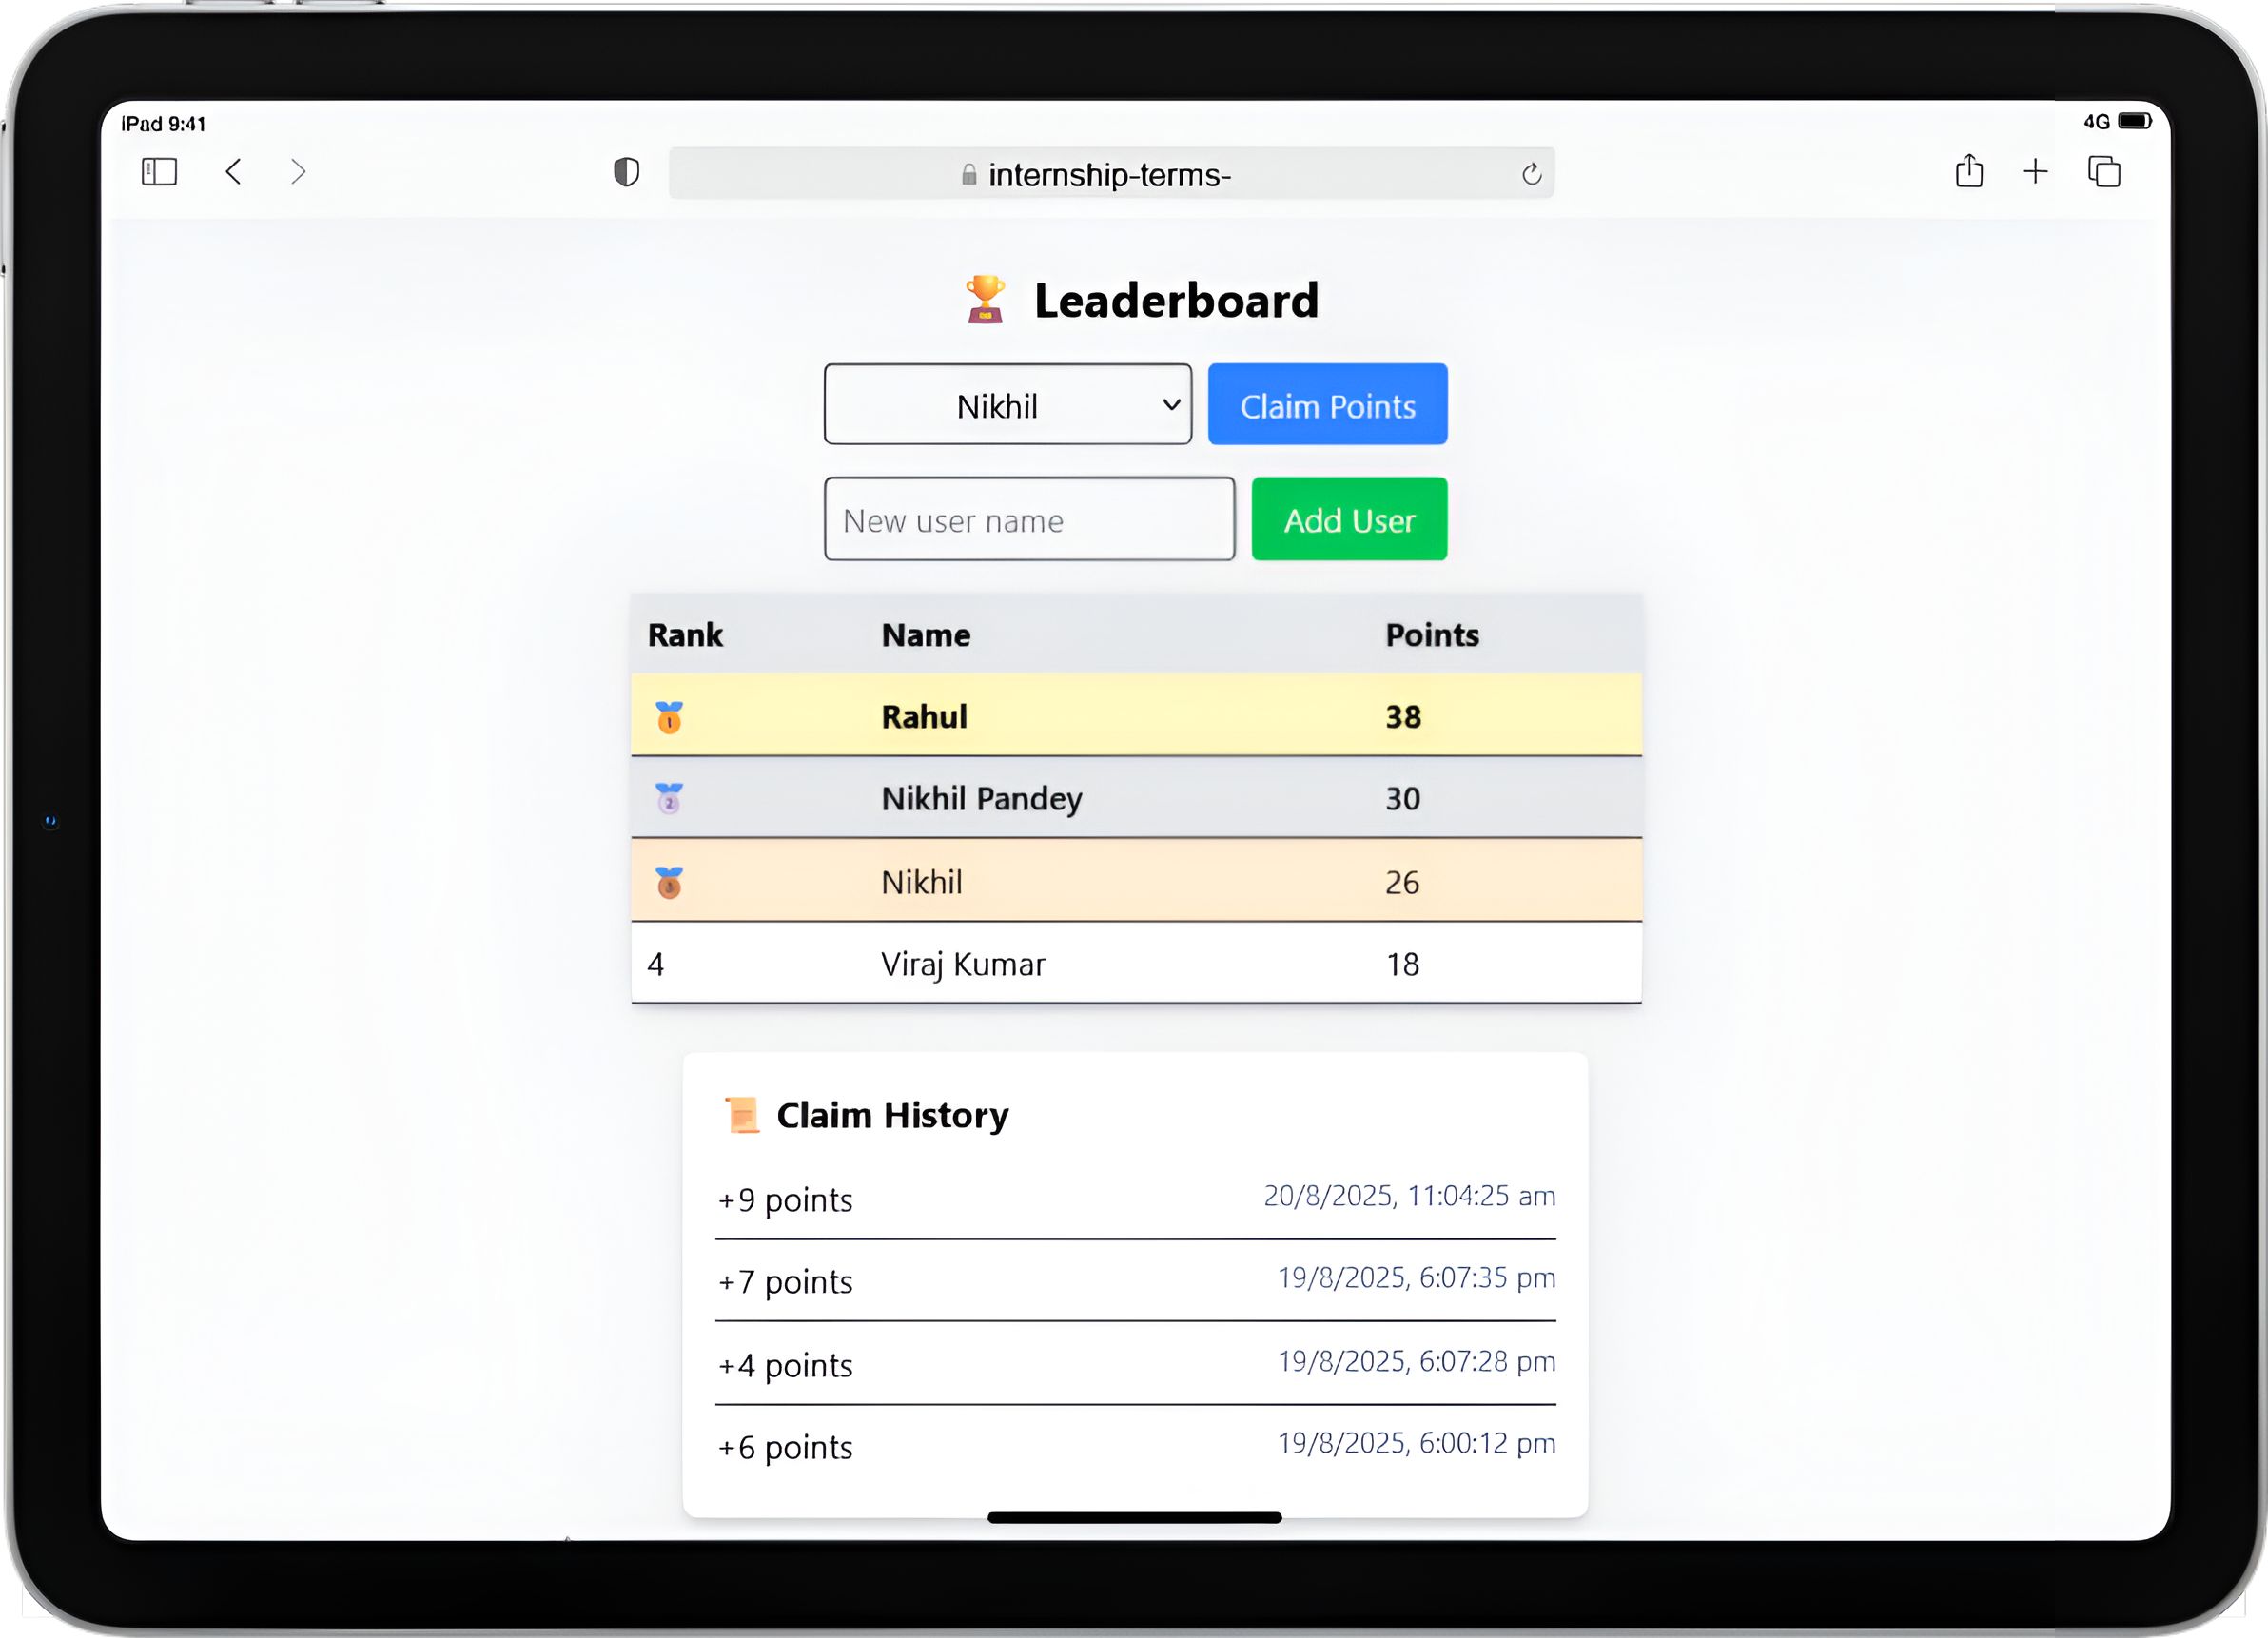 iPad 9:41
4G
internship-terms-
🏆 Leaderboard
Nikhil
Claim Points
New user name
Add User
Rank Name Points
🥇 Rahul 38
🥈 Nikhil Pandey 30
🥉 Nikhil 26
4 Viraj Kumar 18
📜 Claim History
+9 points 20/8/2025, 11:04:25 am
+7 points 19/8/2025, 6:07:35 pm
+4 points 19/8/2025, 6:07:28 pm
+6 points 19/8/2025, 6:00:12 pm